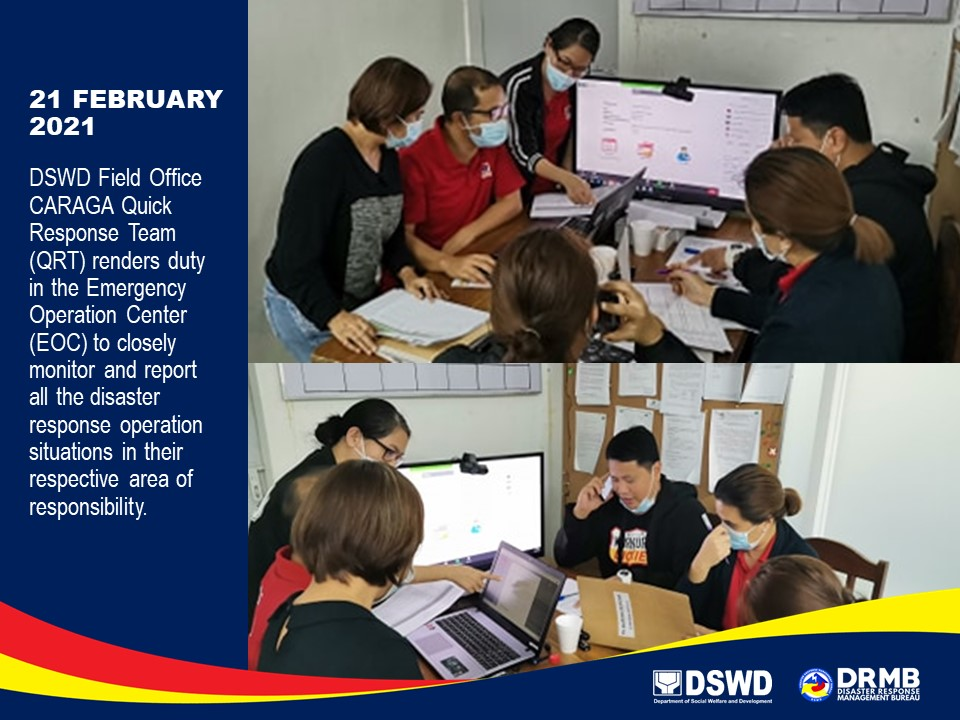 21 FEBRUARY
2021
DSWD Field Office
CARAGA Quick
Response Team
(QRT) renders duty
in the Emergency
Operation Center
(EOC) to closely
monitor and report
all the disaster
response operation
situations in their
respective area of
responsibility.
DSWD
Department of Social Welfare and Development
DRMB
DISASTER RESPONSE
MANAGEMENT BUREAU